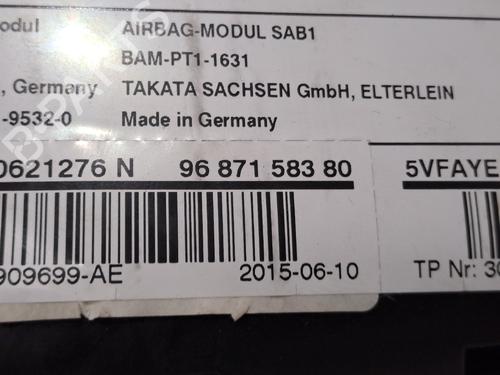 odul AIRBAG-MODUL SAB1
BAM-PT1-1631
, Germany TAKATA SACHSEN GmbH, ELTERLEIN
-9532-0 Made in Germany
0621276 N 96 871 583 80 5VFAYE
909699-AE 2015-06-10 TP Nr: 30